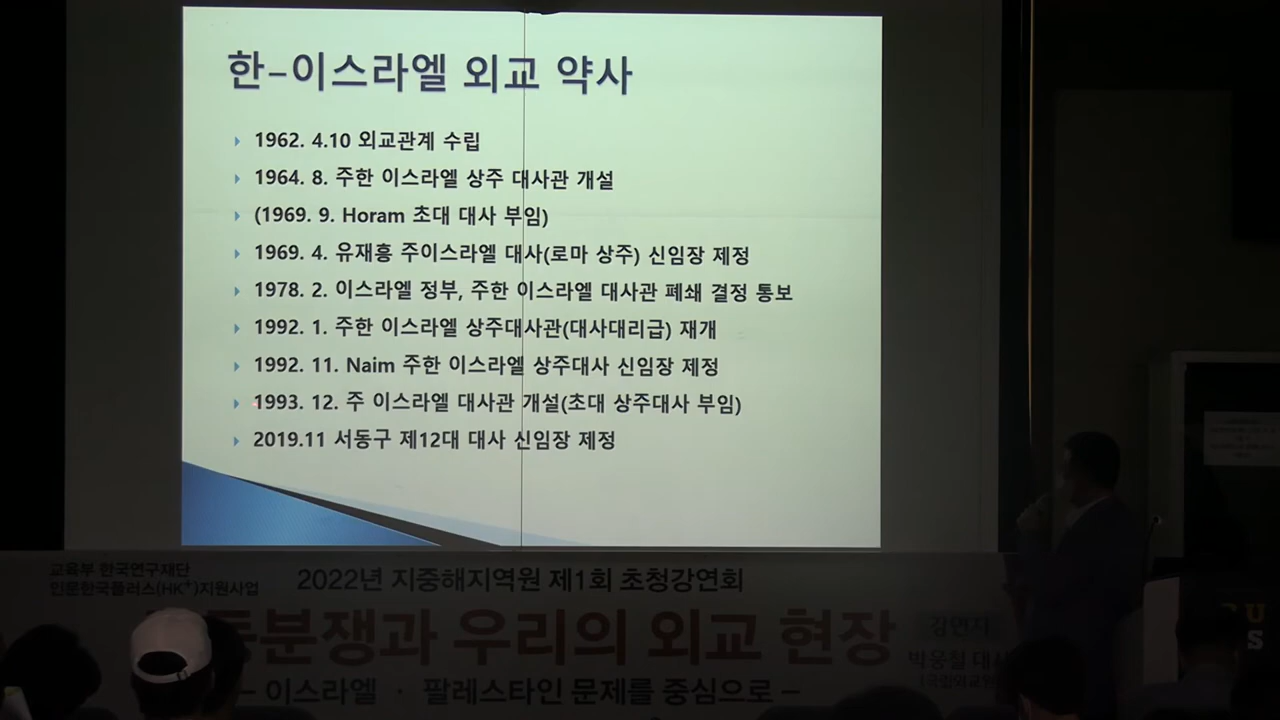 한-이스라엘 외교 약사
1962. 4.10 외교관계 수립
1964. 8. 주한 이스라엘 상주 대사관 개설
(1969. 9. Horam 초대 대사 부임)
1969. 4. 유재흥 주이스라엘 대사(로마 상주) 신임장 제정
1978. 2. 이스라엘 정부, 주한 이스라엘 대사관 폐쇄 결정 통보
1992. 1. 주한 이스라엘 상주대사관(대사대리급) 재개
1992. 11. Naim 주한 이스라엘 상주대사 신임장 제정
1993. 12. 주 이스라엘 대사관 개설(초대 상주대사 부임)
2019.11 서동구 제12대 대사 신임장 제정
교육부 한국연구재단
인문한국플러스(HK+)지원사업
2022년 지중해지역원 제1회 초청강연회
동분쟁과 우리의 외교 현장
강연자
박웅철 대사
- 이스라엘 · 팔레스타인 문제를 중심으로 -